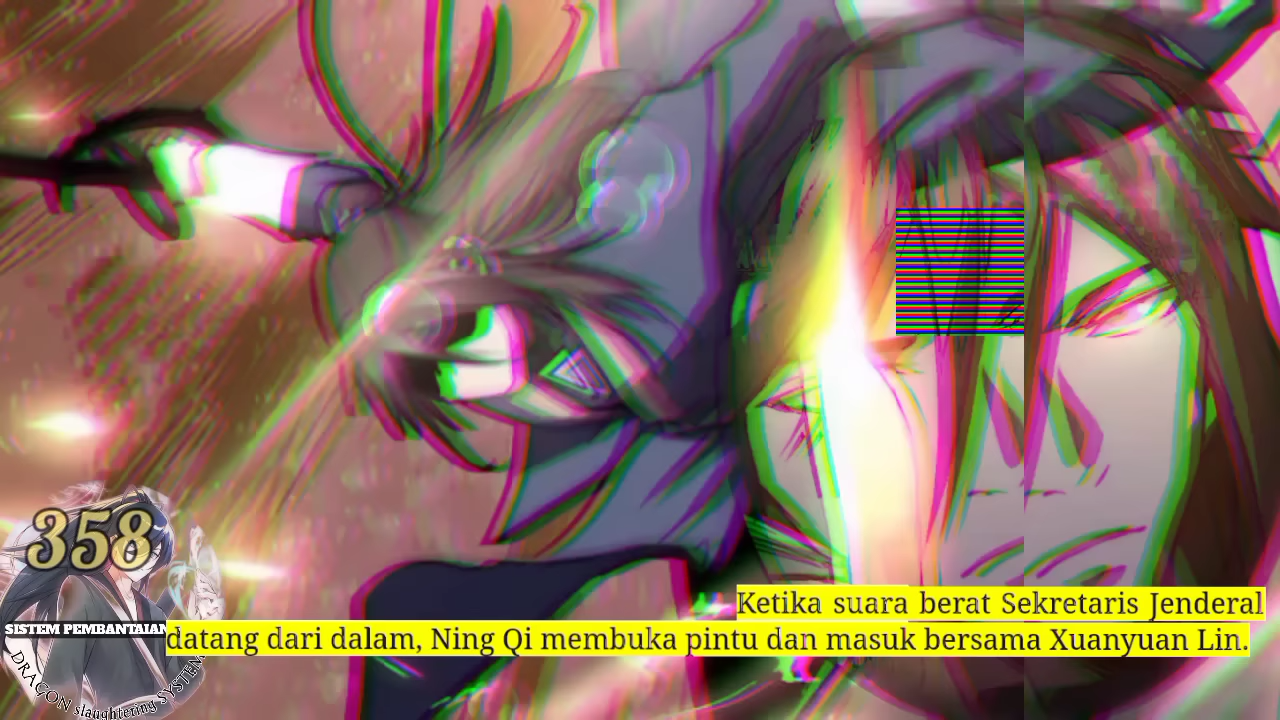 358
SISTEM PEMBANTAIAN
DRAGON slaughtering SYSTEM
Ketika suara berat Sekretaris Jenderal
datang dari dalam, Ning Qi membuka pintu dan masuk bersama Xuanyuan Lin.